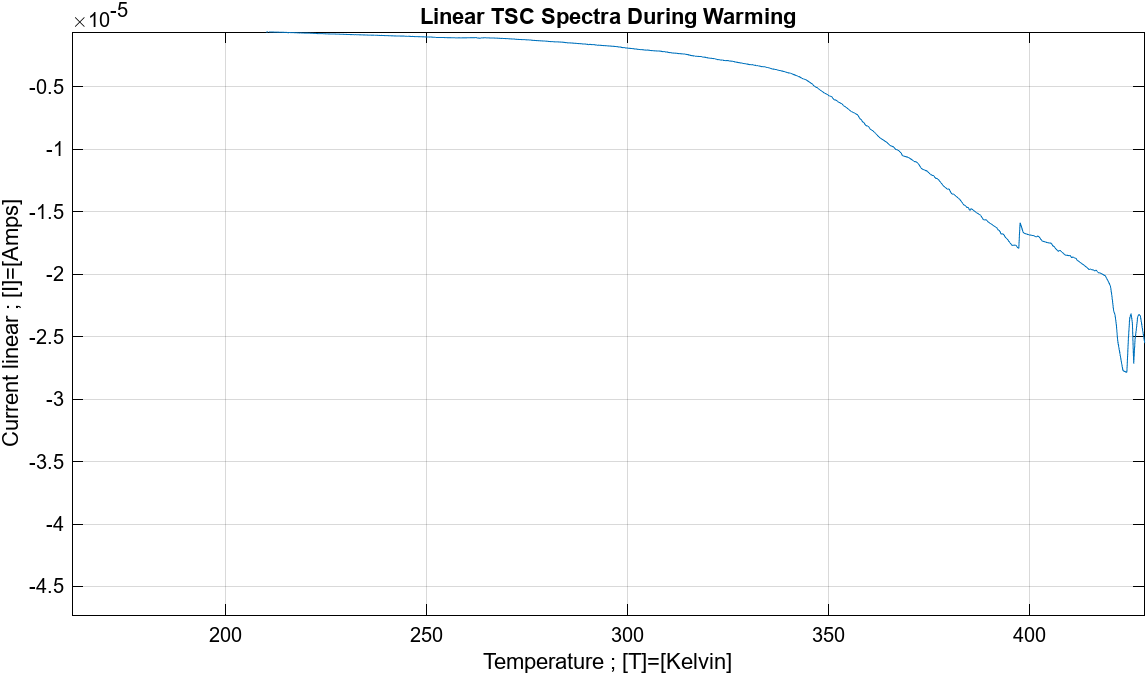 Linear TSC Spectra During Warming
×10-5
-0.5
-1
-1.5
-2
-2.5
-3
-3.5
-4
-4.5
Current linear ; [I]=[Amps]
200 250 300 350 400
Temperature ; [T]=[Kelvin]